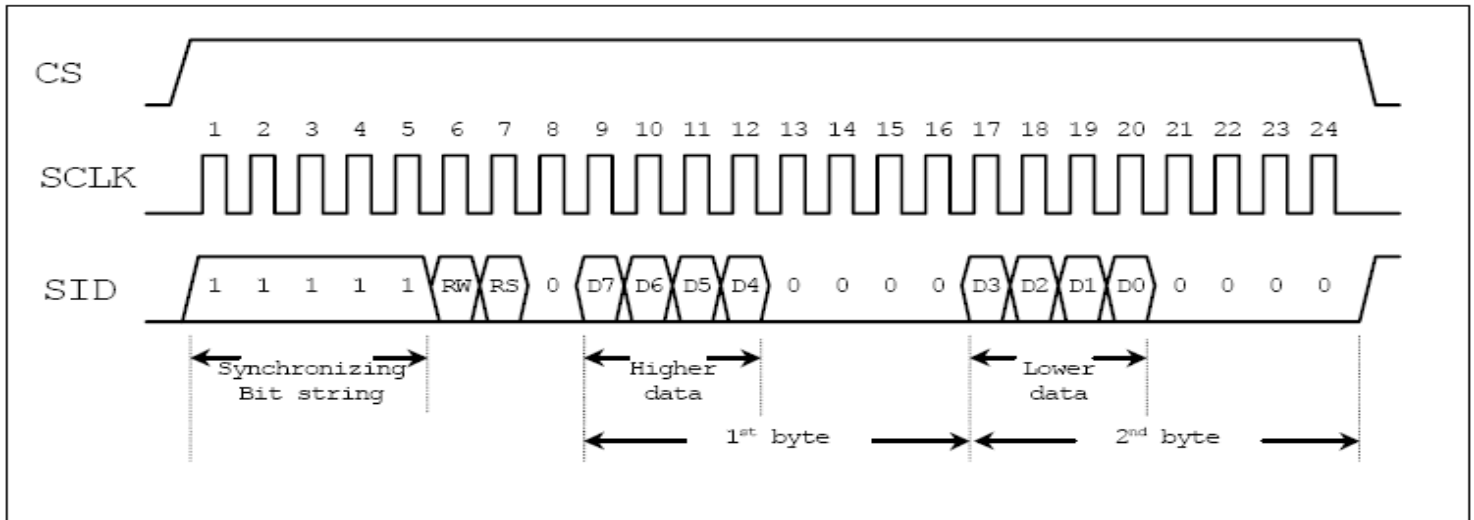 CS
1 2 3 4 5 6 7 8 9 10 11 12 13 14 15 16 17 18 19 20 21 22 23 24
SCLK
SID
1 1 1 1 1 RW RS 0 D7 D6 D5 D4 0 0 0 0 D3 D2 D1 D0 0 0 0 0
Synchronizing
Bit string
Higher
data
Lower
data
1st byte
2nd byte